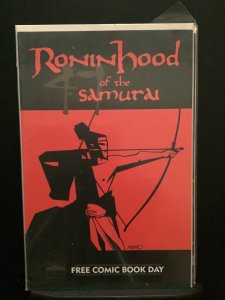 RONINHOOD
of the
SAMURAI
FREE COMIC BOOK DAY